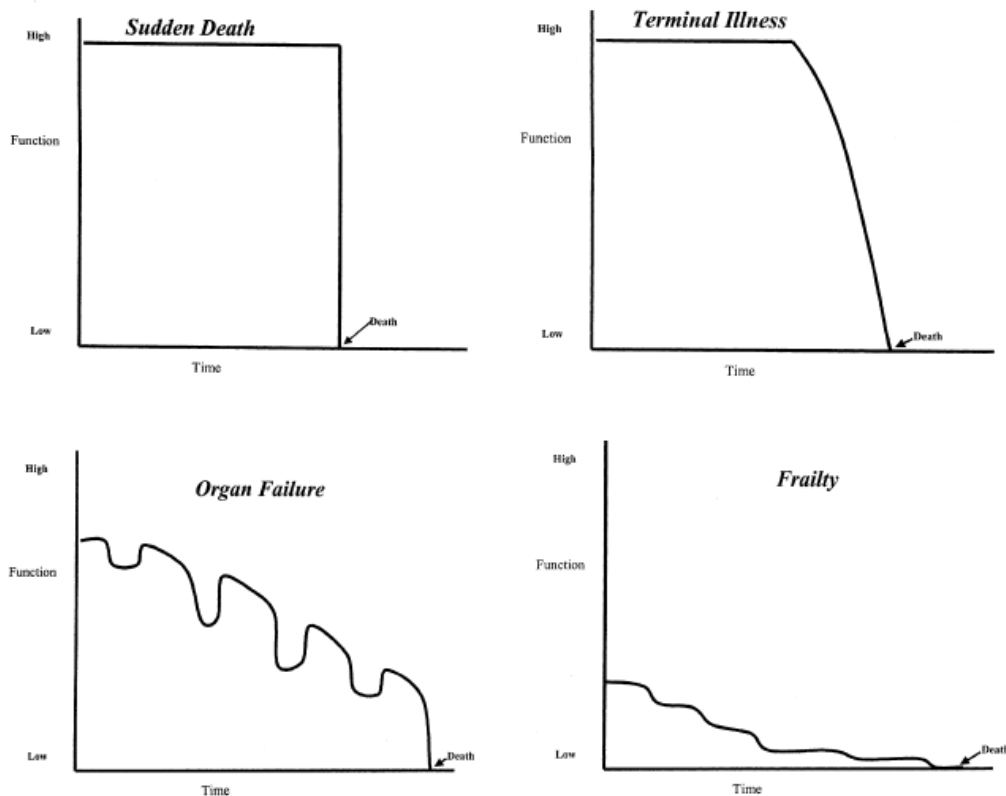 Sudden Death
High
Function
Low
Death
Time
Terminal Illness
High
Function
Low
Death
Time
Organ Failure
High
Function
Low
Death
Time
Frailty
High
Function
Low
Death
Time